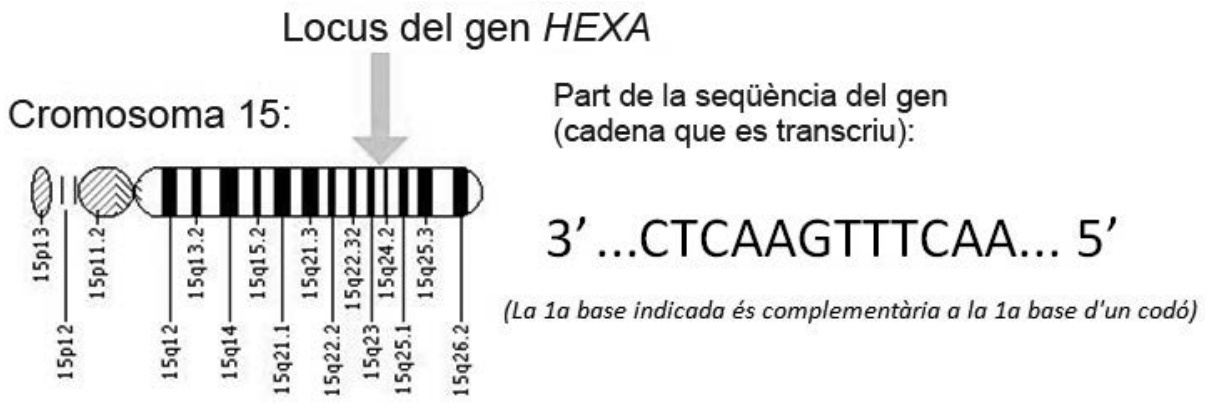 Locus del gen HEXA
Cromosoma 15:
Part de la seqüència del gen
(cadena que es transcriu):
3’ ...CTCAAGTTTCAA... 5’
(La 1a base indicada és complementària a la 1a base d'un codó)
15p13
15p12
15p11.2
15q12
15q13.2
15q14
15q15.2
15q21.1
15q21.3
15q22.2
15q22.32
15q23
15q24.2
15q25.1
15q25.3
15q26.2